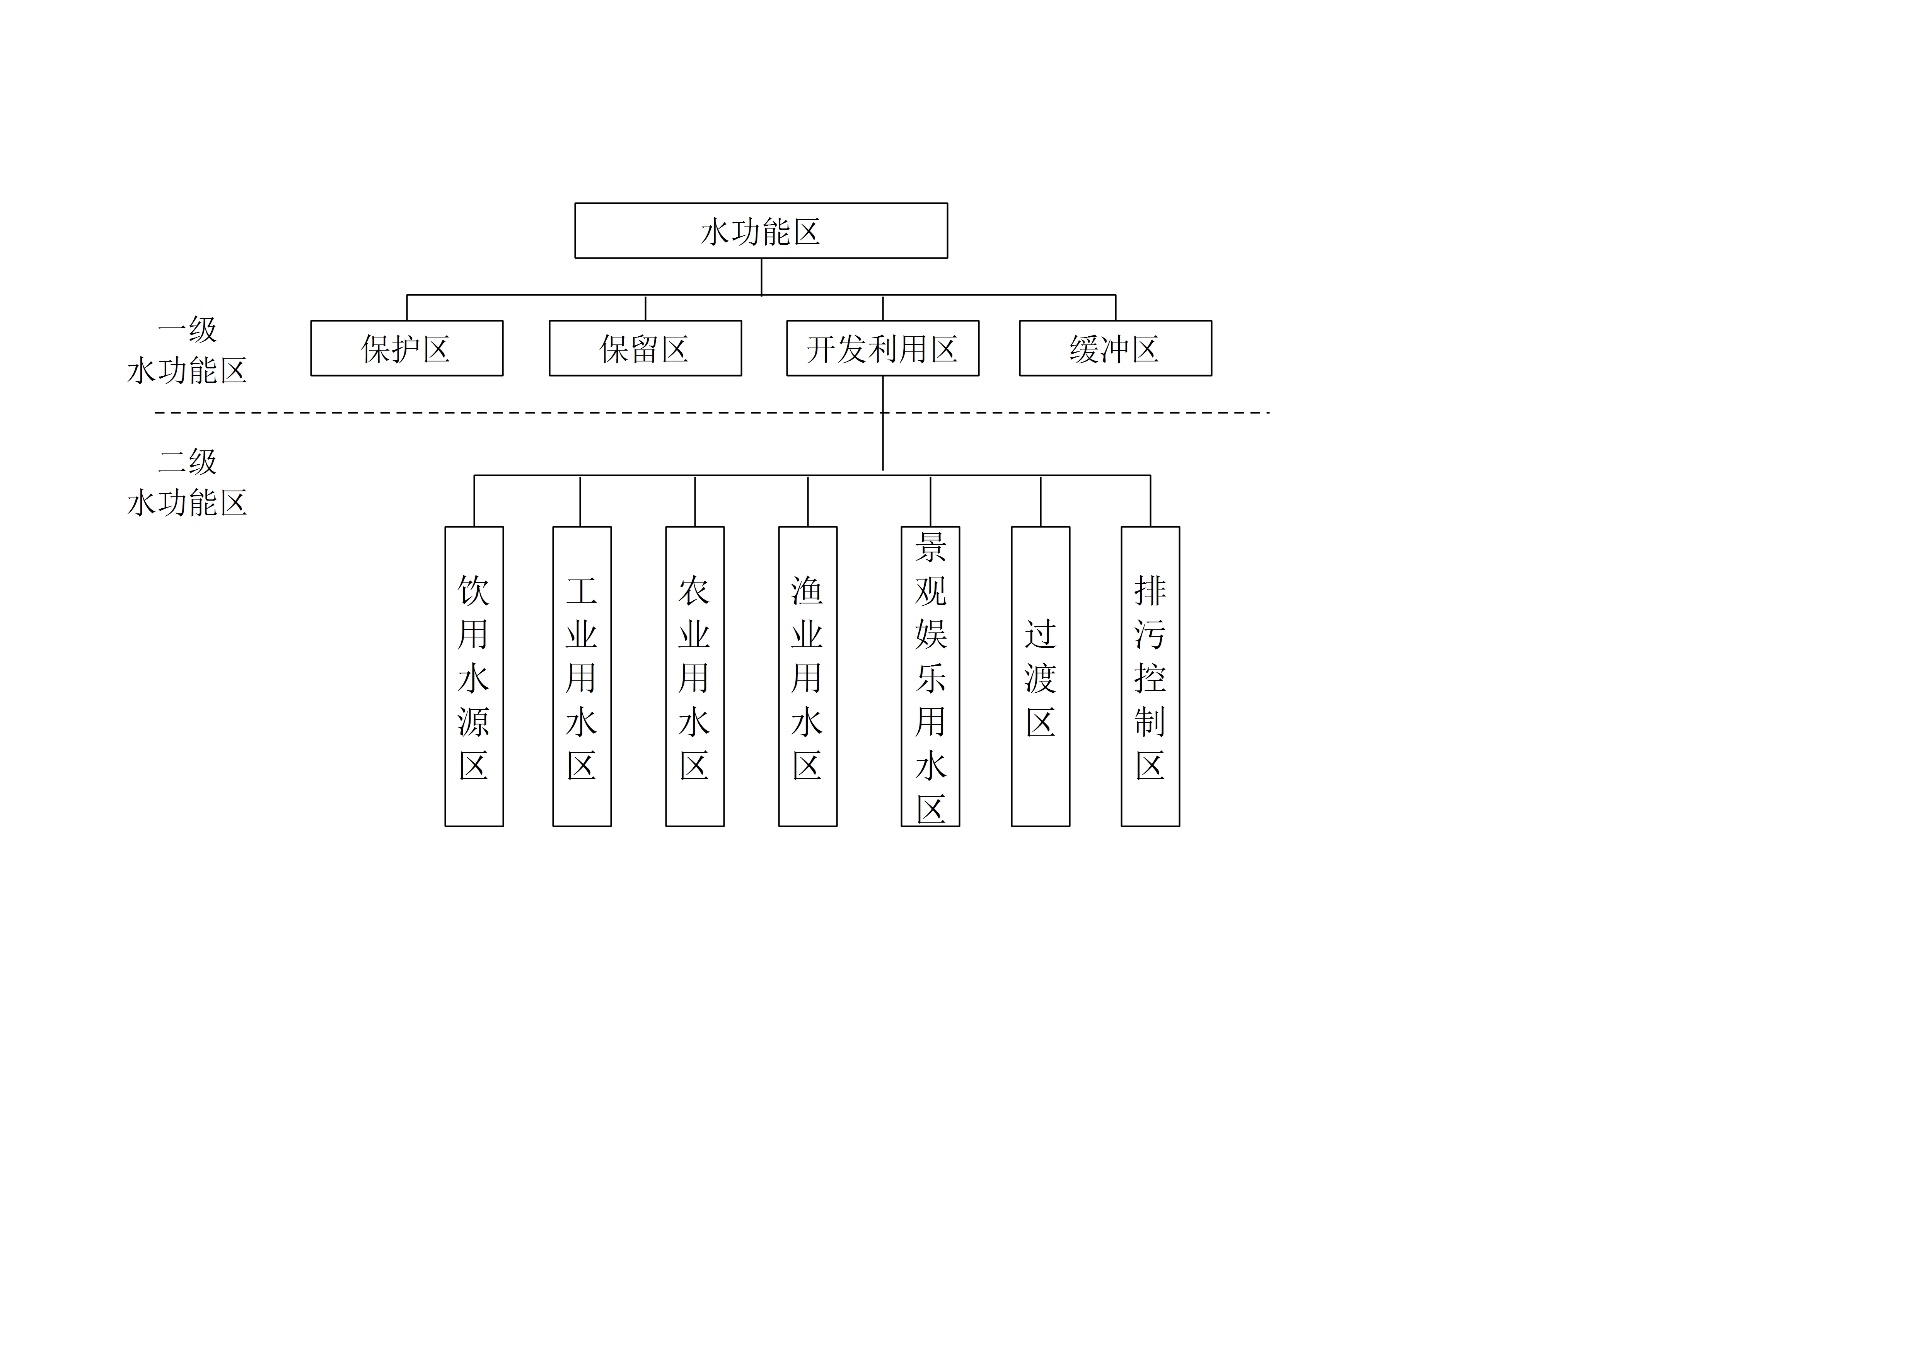 水功能区
一级
水功能区
保护区
保留区
开发利用区
缓冲区
二级
水功能区
饮用水源区
工业用水区
农业用水区
渔业用水区
景观娱乐用水区
过渡区
排污控制区